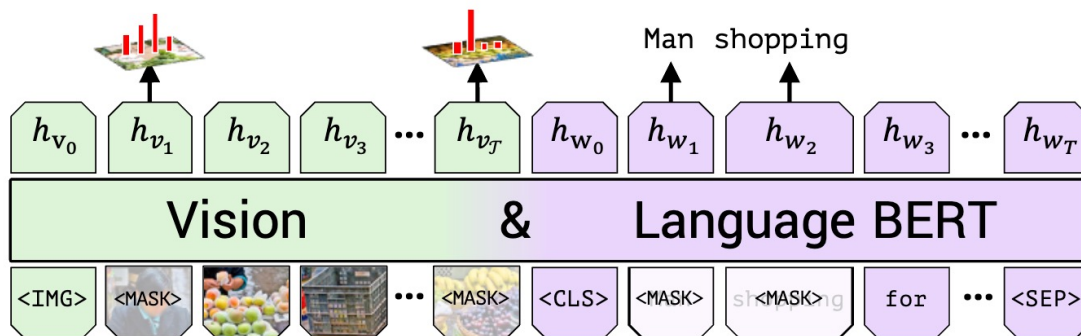 Man shopping
h_{v_0} h_{v_1} h_{v_2} h_{v_3} ••• h_{v_𝒯} h_{w_0} h_{w_1} h_{w_2} h_{w_3} ••• h_{w_T}
Vision & Language BERT
<IMG> <MASK> ••• <MASK> <CLS> <MASK> <MASK> for ••• <SEP>